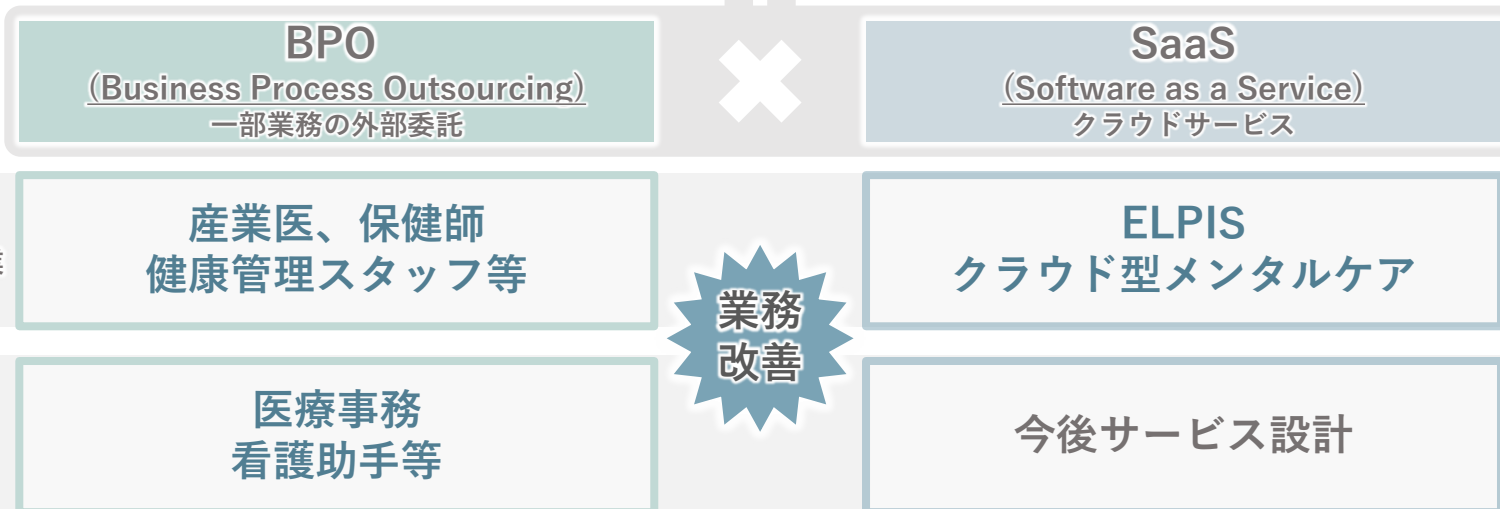 BPO
(Business Process Outsourcing)
一部業務の外部委託
SaaS
(Software as a Service)
クラウドサービス
産業医、保健師
健康管理スタッフ等
業務
改善
ELPIS
クラウド型メンタルケア
医療事務
看護助手等
今後サービス設計